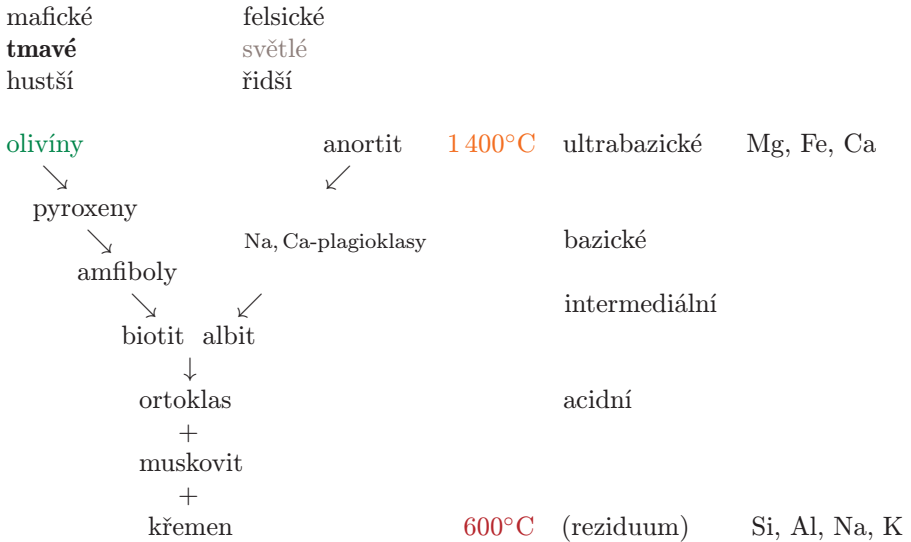 mafické felsické
tmavé světlé
hustší řidší
olivíny anortit 1 400°C ultrabazické Mg, Fe, Ca
pyroxeny
Na, Ca-plagioklasy bazické
amfiboly
intermediální
biotit albit
ortoklas acidní
+
muskovit
+
křemen 600°C (reziduum) Si, Al, Na, K